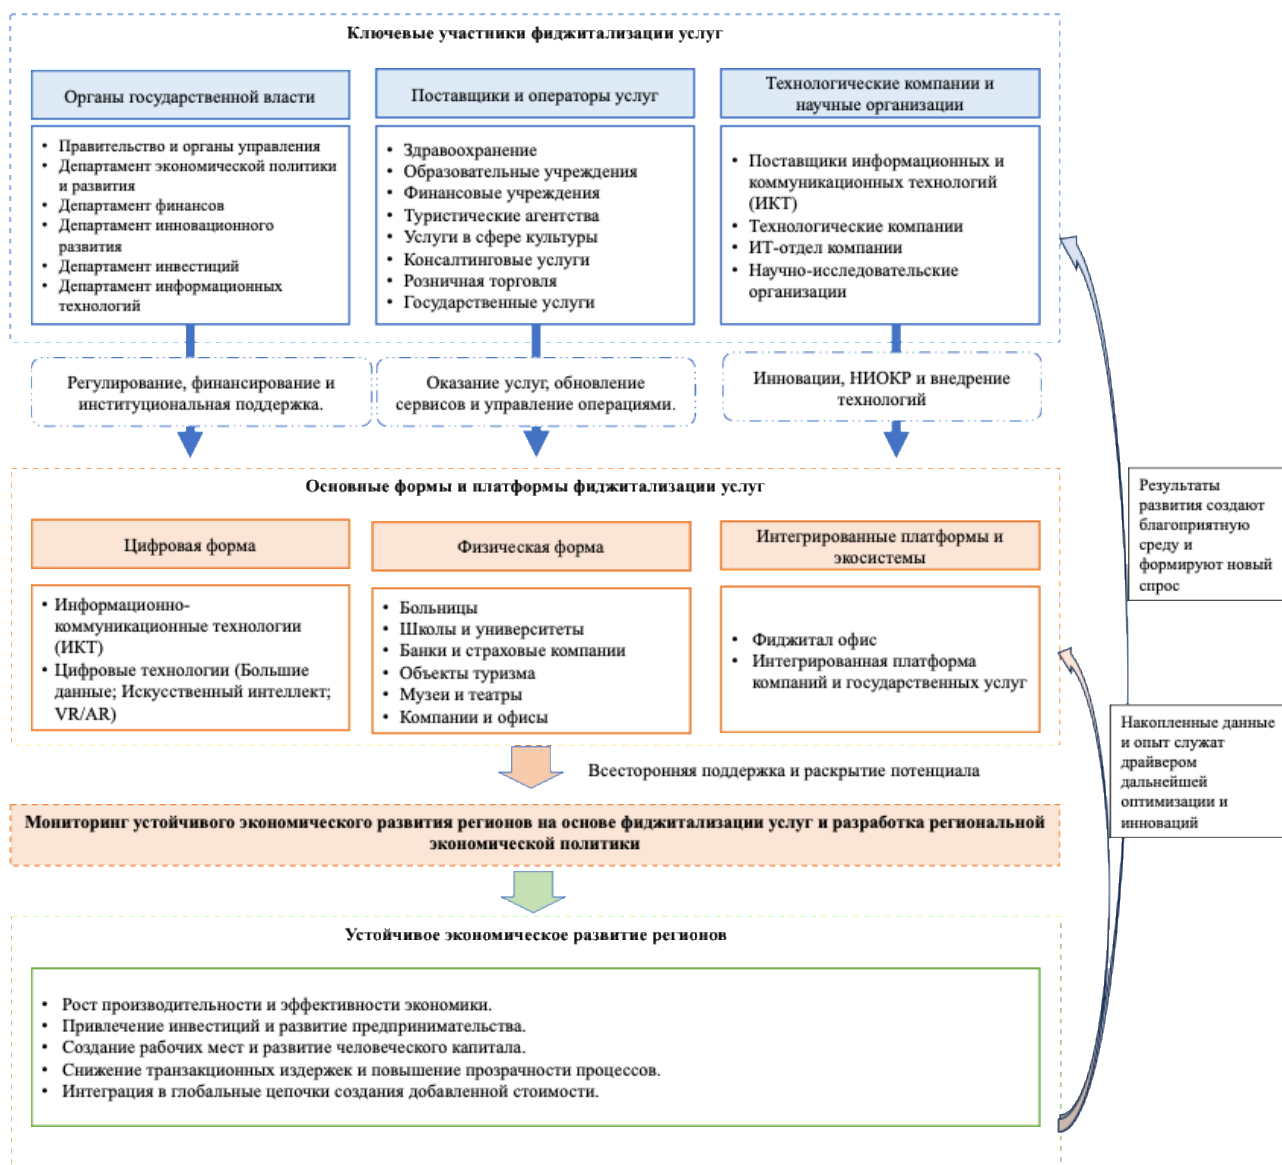 Ключевые участники фиджитализации услуг
Органы государственной власти
Правительство и органы управления
Департамент экономической политики
и развития
Департамент финансов
Департамент инновационного
развития
Департамент инвестиций
Департамент информационных
технологий
Поставщики и операторы услуг
Здравоохранение
Образовательные учреждения
Финансовые учреждения
Туристические агентства
Услуги в сфере культуры
Консалтинговые услуги
Розничная торговля
Государственные услуги
Технологические компании и
научные организации
Поставщики информационных и
коммуникационных технологий
(ИКТ)
Технологические компании
ИТ-отдел компании
Научно-исследовательские
организации
Регулирование, финансирование и
институциональная поддержка.
Оказание услуг, обновление
сервисов и управление операциями.
Инновации, НИОКР и внедрение
технологий
Основные формы и платформы фиджитализации услуг
Цифровая форма
Информационно-
коммуникационные технологии
(ИКТ)
Цифровые технологии (Большие
данные; Искусственный интеллект;
VR/AR)
Физическая форма
Больницы
Школы и университеты
Банки и страховые компании
Объекты туризма
Музеи и театры
Компании и офисы
Интегрированные платформы и
экосистемы
Фиджитал офис
Интегрированная платформа
компаний и государственных услуг
Результаты
развития создают
благоприятную
среду и
формируют новый
спрос
Накопленные данные
и опыт служат
драйвером
дальнейшей
оптимизации и
инноваций
Всесторонняя поддержка и раскрытие потенциала
Мониторинг устойчивого экономического развития регионов на основе фиджитализации услуг и разработка региональной
экономической политики
Устойчивое экономическое развитие регионов
Рост производительности и эффективности экономики.
Привлечение инвестиций и развитие предпринимательства.
Создание рабочих мест и развитие человеческого капитала.
Снижение транзакционных издержек и повышение прозрачности процессов.
Интеграция в глобальные цепочки создания добавленной стоимости.